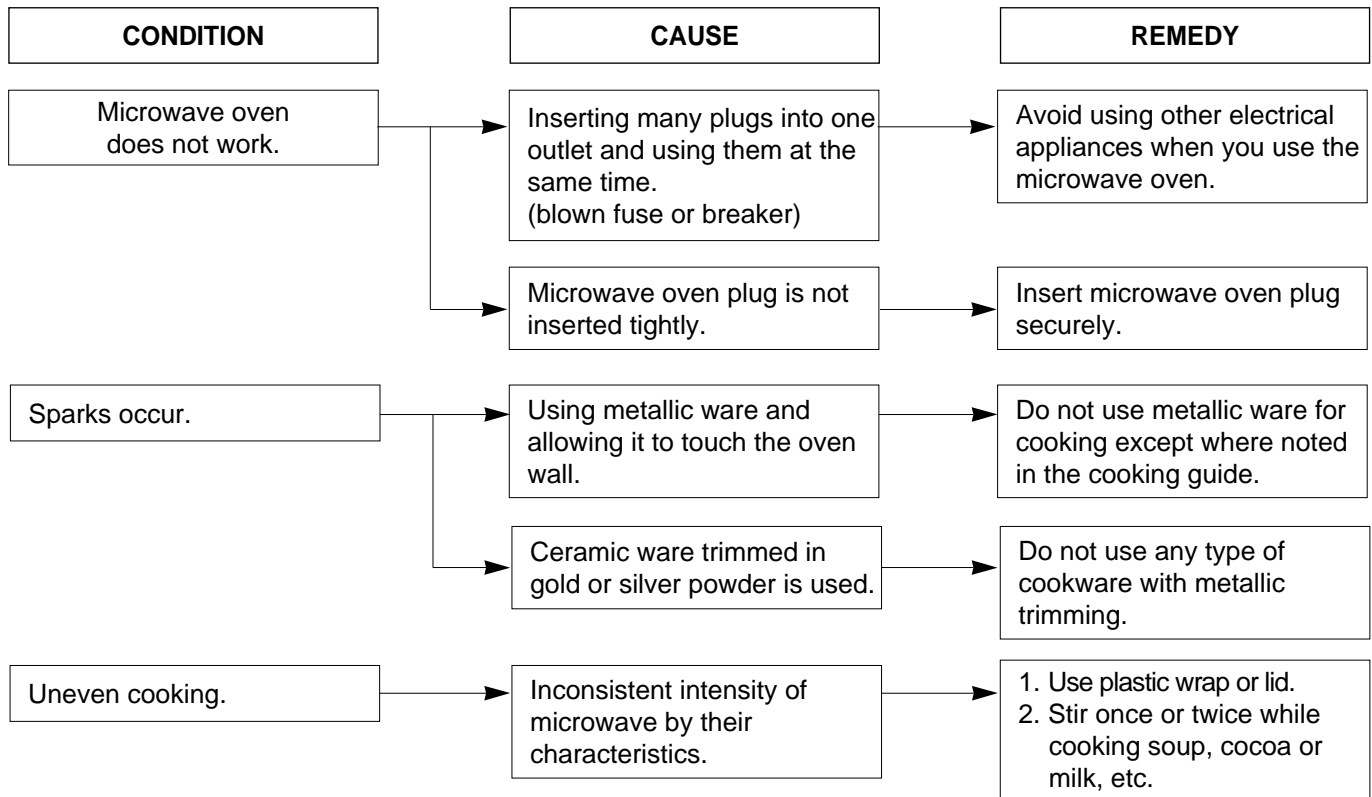 CONDITION
CAUSE
REMEDY
Microwave oven
does not work.
Inserting many plugs into one
outlet and using them at the
same time.
(blown fuse or breaker)
Avoid using other electrical
appliances when you use the
microwave oven.
Microwave oven plug is not
inserted tightly.
Insert microwave oven plug
securely.
Sparks occur.
Using metallic ware and
allowing it to touch the oven
wall.
Do not use metallic ware for
cooking except where noted
in the cooking guide.
Ceramic ware trimmed in
gold or silver powder is used.
Do not use any type of
cookware with metallic
trimming.
Uneven cooking.
Inconsistent intensity of
microwave by their
characteristics.
1. Use plastic wrap or lid.
2. Stir once or twice while
cooking soup, cocoa or
milk, etc.